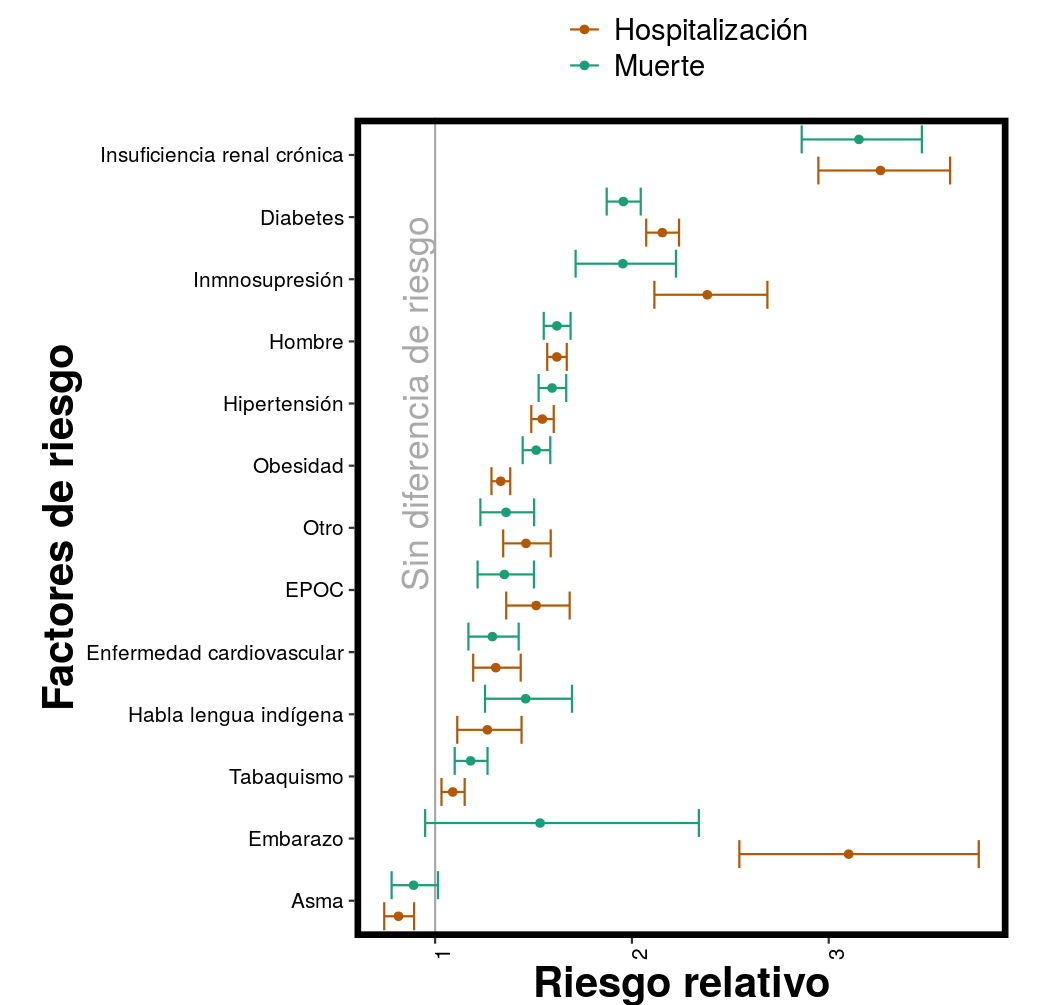 Hospitalización
Muerte
Factores de riesgo
Insuficiencia renal crónica
Diabetes
Inmnosupresión
Hombre
Hipertensión
Obesidad
Otro
EPOC
Enfermedad cardiovascular
Habla lengua indígena
Tabaquismo
Embarazo
Asma
Sin diferencia de riesgo
1
2
3
Riesgo relativo